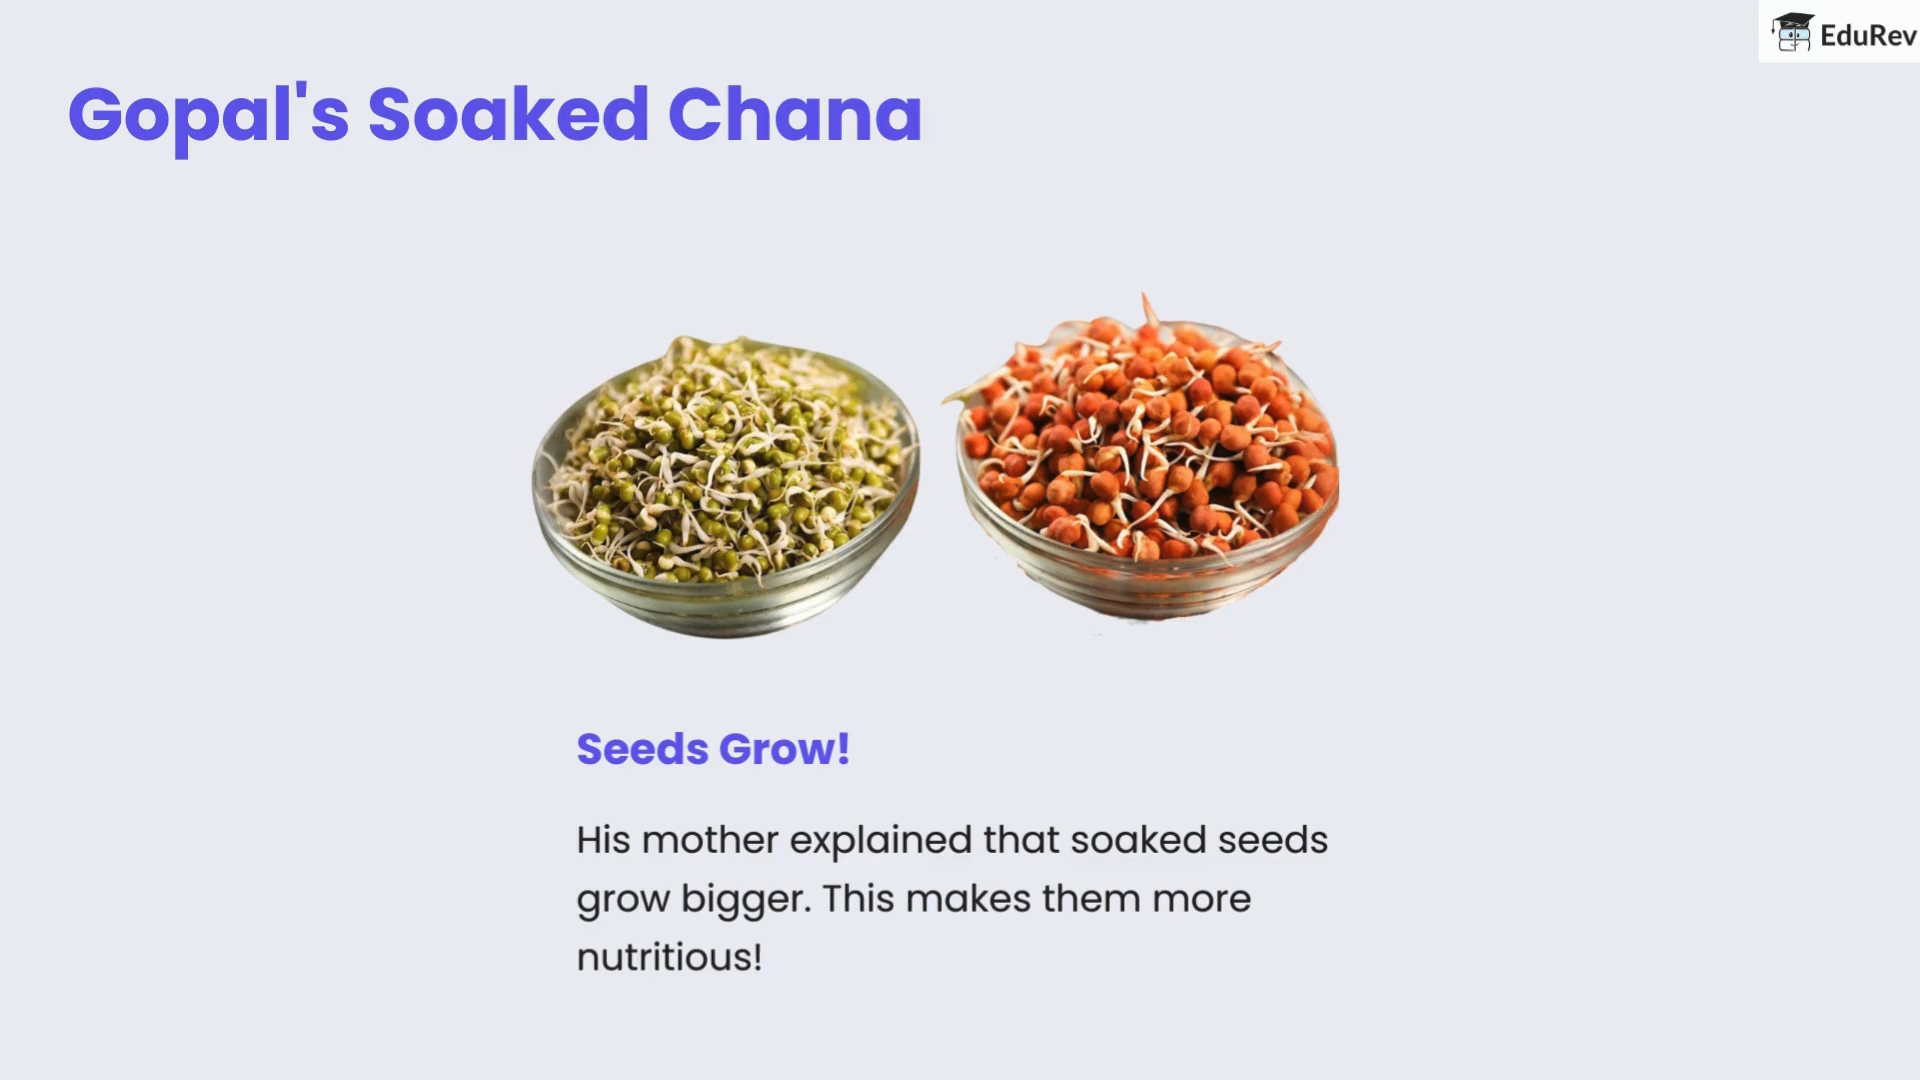 EduRev
Gopal's Soaked Chana
Seeds Grow!
His mother explained that soaked seeds
grow bigger. This makes them more
nutritious!